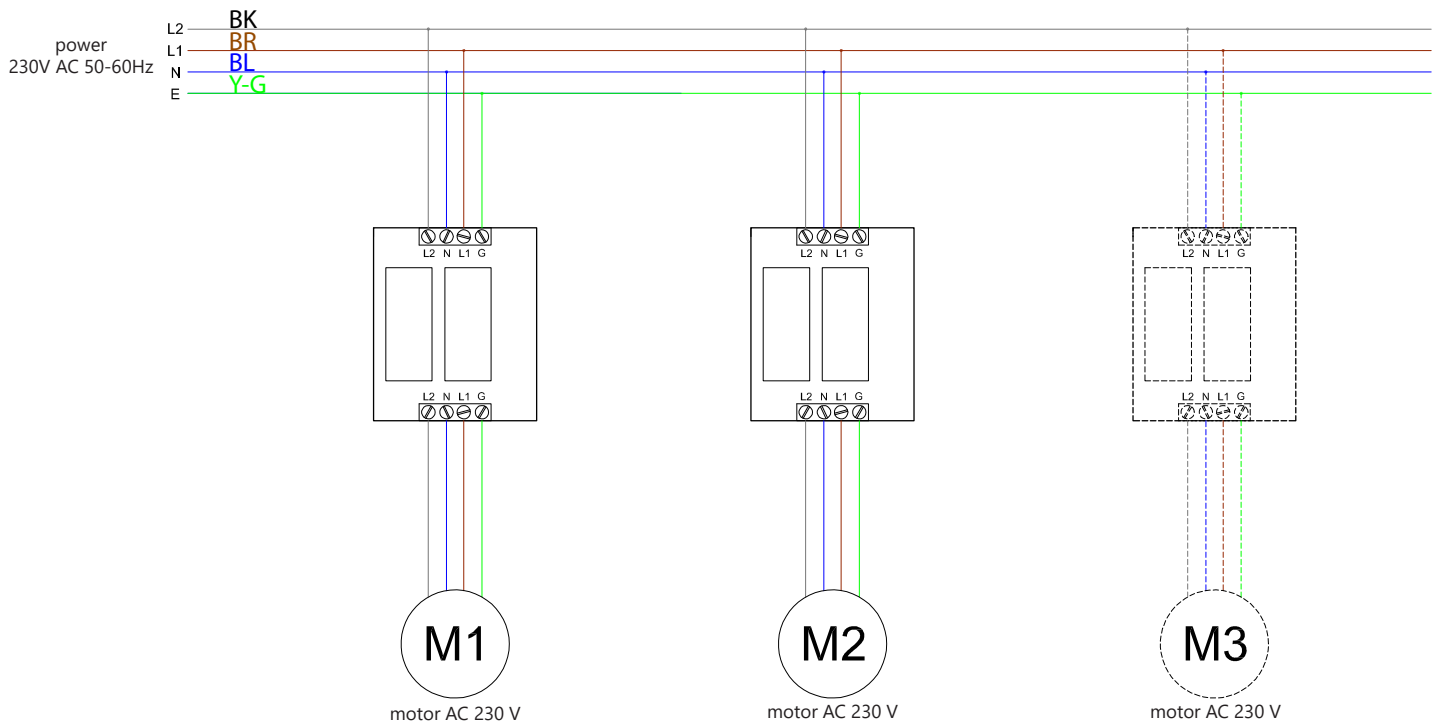 L2 BK
power L1 BR
230V AC 50-60Hz N BL
E Y-G
L2 N L1 G
L2 N L1 G
L2 N L1 G
L2 N L1 G
L2 N L1 G
L2 N L1 G
M1
M2
M3
motor AC 230 V
motor AC 230 V
motor AC 230 V